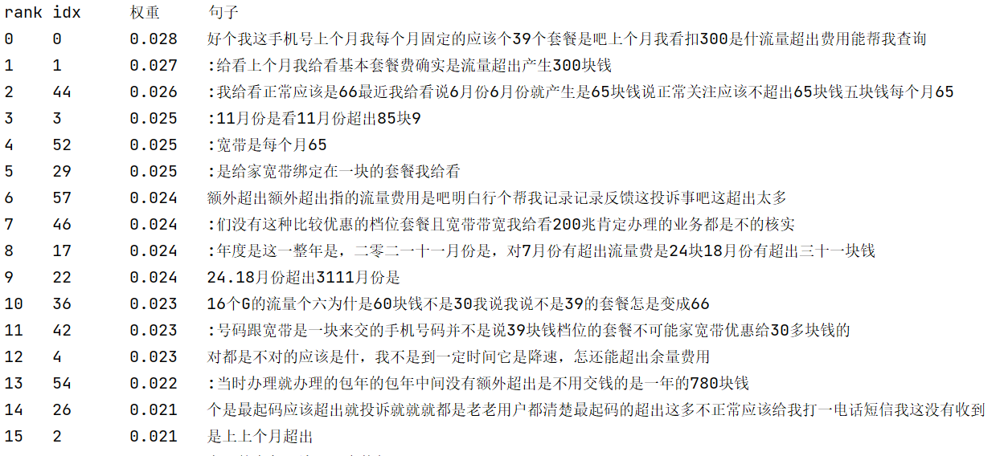 rank idx 权重 句子
0 0 0.028 好个我这手机号上个月我每个月固定的应该个39个套餐是吧上个月我看扣300是什流量超出费用能帮我查询
1 1 0.027 :给看上个月我给看基本套餐费确实是流量超出产生300块钱
2 44 0.026 :我给看正常应该是66最近我给看说6月份6月份就产生是65块钱说正常关注应该不超出65块钱五块钱每个月65
3 3 0.025 :11月份是看11月份超出85块9
4 52 0.025 :宽带是每个月65
5 29 0.025 :是给家宽带绑定在一块的套餐我给看
6 57 0.024 额外超出额外超出指的流量费用是吧明白行个帮我记录记录反馈这投诉事吧这超出太多
7 46 0.024 :们没有这种比较优惠的档位套餐且宽带带宽我给看200兆肯定办理的业务都是不的核实
8 17 0.024 :年度是这一整年是，二零二一十一月份是，对7月份有超出流量费是24块18月份有超出三十一块钱
9 22 0.024 24.18月份超出3111月份是
10 36 0.023 16个G的流量个六为什是60块钱不是30我说我说不是39的套餐怎是变成66
11 42 0.023 :号码跟宽带是一块来交的手机号码并不是说39块钱档位的套餐不可能家宽带优惠给30多块钱的
12 4 0.023 对都是不对的应该是什，我不是到一定时间它是降速，怎还能超出余量费用
13 54 0.022 :当时办理就办理的包年的包年中间没有额外超出是不用交钱的是一年的780块钱
14 26 0.021 个是最起码应该超出就投诉就就就都是老老用户都清楚最起码的超出这多不正常应该给我打一电话短信我这没有收到
15 2 0.021 是上上个月超出